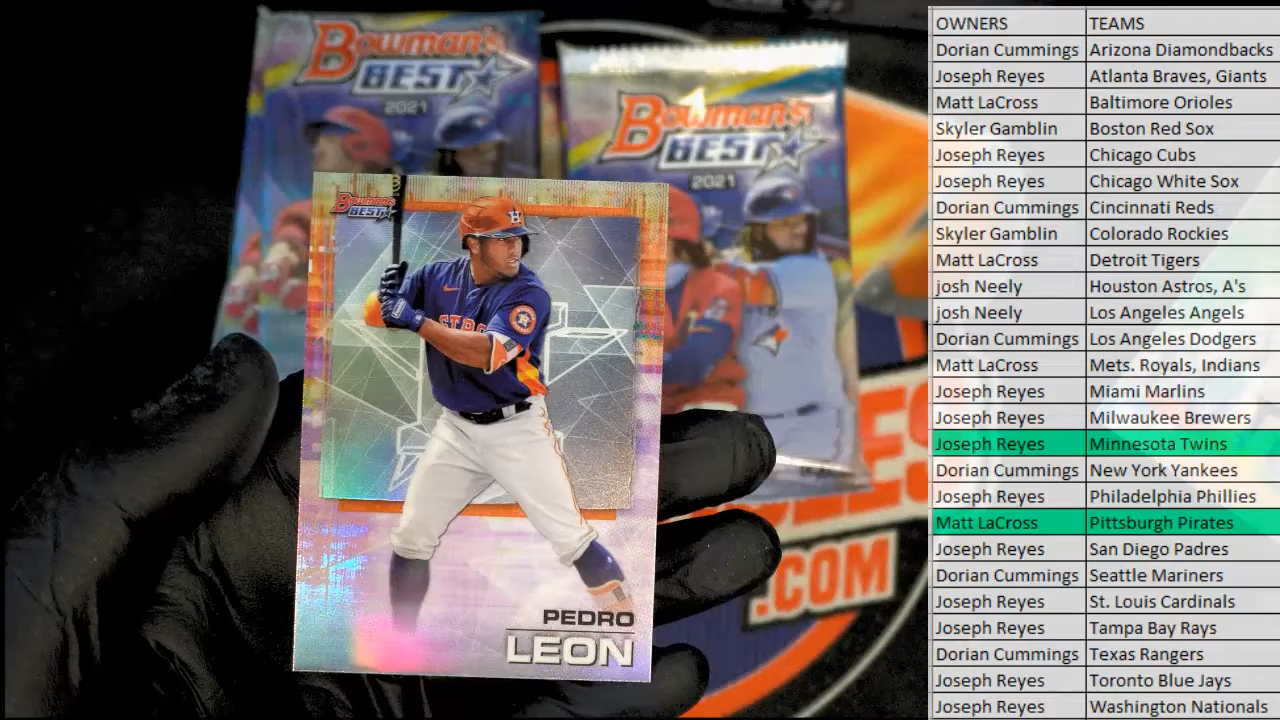 BOWMAN'S
BEST
2021
BOWMAN'S
BEST
2021
BOWMAN'S
BEST
PEDRO
LEON
.COM
OWNERS TEAMS
Dorian Cummings Arizona Diamondbacks
Joseph Reyes Atlanta Braves, Giants
Matt LaCross Baltimore Orioles
Skyler Gamblin Boston Red Sox
Joseph Reyes Chicago Cubs
Joseph Reyes Chicago White Sox
Dorian Cummings Cincinnati Reds
Skyler Gamblin Colorado Rockies
Matt LaCross Detroit Tigers
josh Neely Houston Astros, A's
josh Neely Los Angeles Angels
Dorian Cummings Los Angeles Dodgers
Matt LaCross Mets. Royals, Indians
Joseph Reyes Miami Marlins
Joseph Reyes Milwaukee Brewers
Joseph Reyes Minnesota Twins
Dorian Cummings New York Yankees
Joseph Reyes Philadelphia Phillies
Matt LaCross Pittsburgh Pirates
Joseph Reyes San Diego Padres
Dorian Cummings Seattle Mariners
Joseph Reyes St. Louis Cardinals
Joseph Reyes Tampa Bay Rays
Dorian Cummings Texas Rangers
Joseph Reyes Toronto Blue Jays
Joseph Reyes Washington Nationals